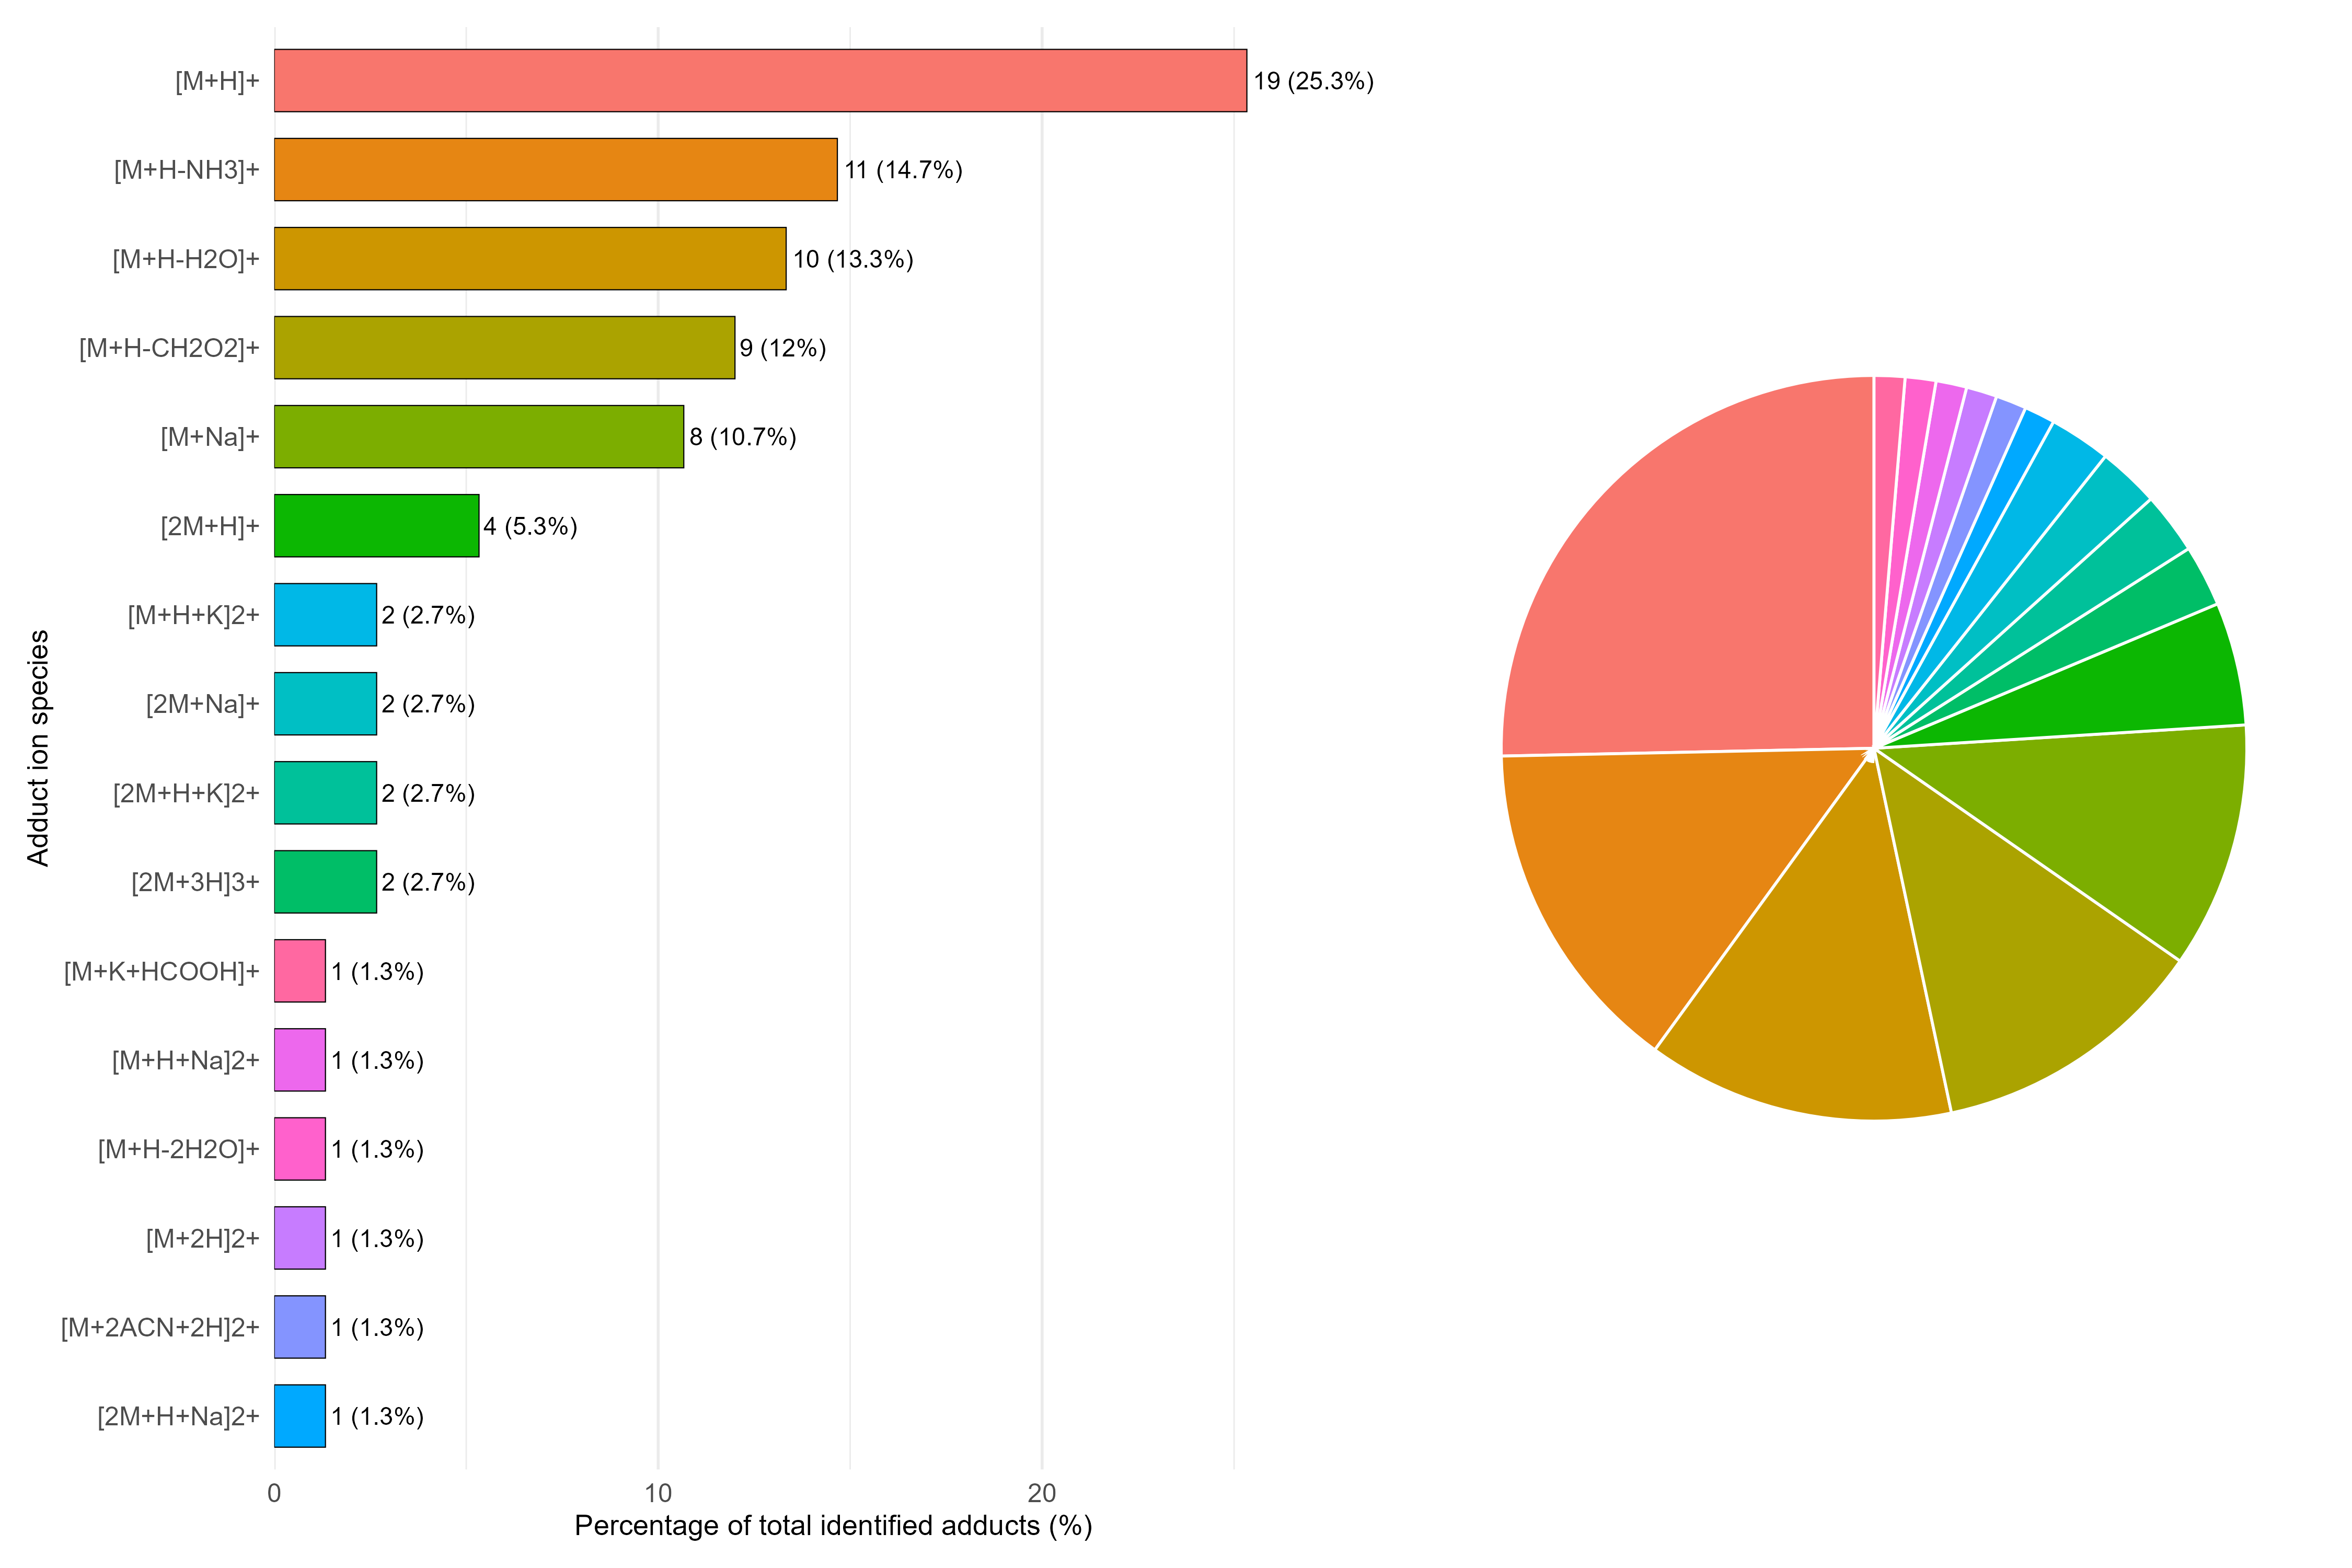 [M+H]+ 19 (25.3%)
[M+H-NH3]+ 11 (14.7%)
[M+H-H2O]+ 10 (13.3%)
[M+H-CH2O2]+ 9 (12%)
[M+Na]+ 8 (10.7%)
[2M+H]+ 4 (5.3%)
[M+H+K]2+ 2 (2.7%)
[2M+Na]+ 2 (2.7%)
[2M+H+K]2+ 2 (2.7%)
[2M+3H]3+ 2 (2.7%)
[M+K+HCOOH]+ 1 (1.3%)
[M+H+Na]2+ 1 (1.3%)
[M+H-2H2O]+ 1 (1.3%)
[M+2H]2+ 1 (1.3%)
[M+2ACN+2H]2+ 1 (1.3%)
[2M+H+Na]2+ 1 (1.3%)
Adduct ion species
0 10 20
Percentage of total identified adducts (%)